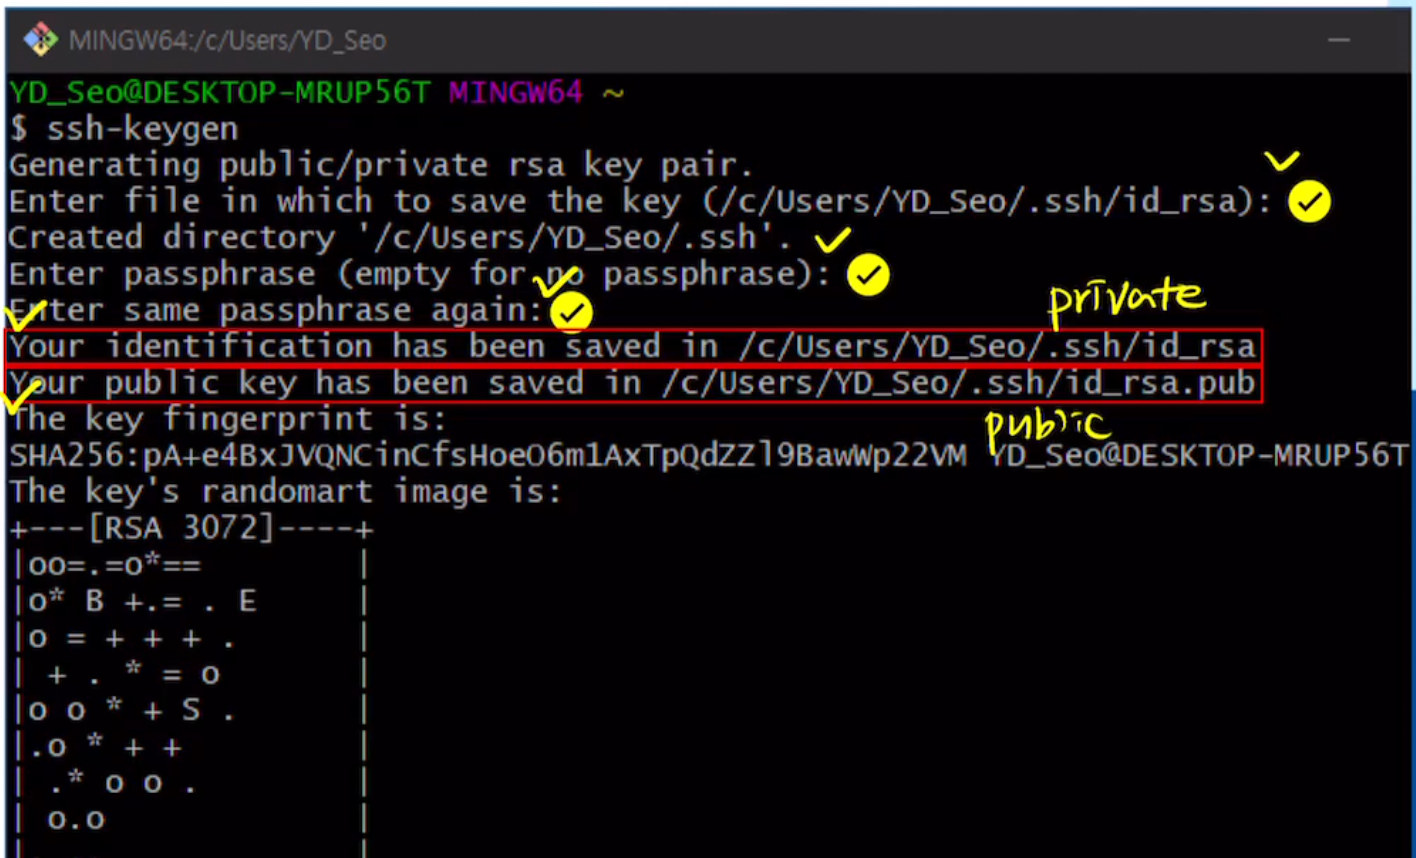 MINGW64:/c/Users/YD_Seo
YD_Seo@DESKTOP-MRUP56T MINGW64 ~
$ ssh-keygen
Generating public/private rsa key pair.
Enter file in which to save the key (/c/Users/YD_Seo/.ssh/id_rsa):
Created directory '/c/Users/YD_Seo/.ssh'.
Enter passphrase (empty for no passphrase):
private
Enter same passphrase again:
Your identification has been saved in /c/Users/YD_Seo/.ssh/id_rsa
Your public key has been saved in /c/Users/YD_Seo/.ssh/id_rsa.pub
The key fingerprint is:
public
SHA256:pA+e4BxJVQNCinCfsHoeO6m1AxTpQdZZl9BawWp22VM YD_Seo@DESKTOP-MRUP56T
The key's randomart image is:
+---[RSA 3072]----+
|oo=.=o*==        |
|o* B +.= . E     |
|o = + + + .      |
| + . * = o       |
|o o * + S .      |
|.o * + +         |
| .* o o .        |
| o.o             |